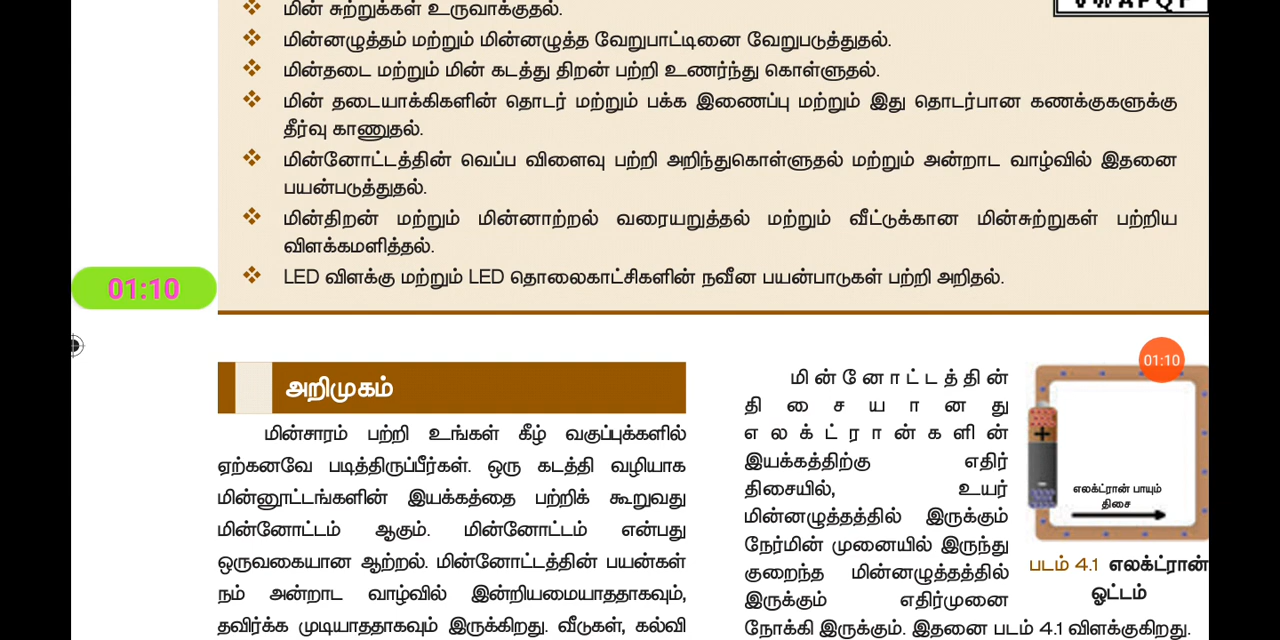 மின் சுற்றுக்கள் உருவாக்குதல்.
❖ மின்னழுத்தம் மற்றும் மின்னழுத்த வேறுபாட்டினை வேறுபடுத்துதல்.
❖ மின்தடை மற்றும் மின் கடத்து திறன் பற்றி உணர்ந்து கொள்ளுதல்.
❖ மின் தடையாக்கிகளின் தொடர் மற்றும் பக்க இணைப்பு மற்றும் இது தொடர்பான கணக்குகளுக்கு
தீர்வு காணுதல்.
❖ மின்னோட்டத்தின் வெப்ப விளைவு பற்றி அறிந்துகொள்ளுதல் மற்றும் அன்றாட வாழ்வில் இதனை
பயன்படுத்துதல்.
❖ மின்திறன் மற்றும் மின்னாற்றல் வரையறுத்தல் மற்றும் வீட்டுக்கான மின்சுற்றுகள் பற்றிய
விளக்கமளித்தல்.
❖ LED விளக்கு மற்றும் LED தொலைகாட்சிகளின் நவீன பயன்பாடுகள் பற்றி அறிதல்.
01:10
அறிமுகம்
மின்சாரம் பற்றி உங்கள் கீழ் வகுப்புக்களில்
ஏற்கனவே படித்திருப்பீர்கள். ஒரு கடத்தி வழியாக
மின்னூட்டங்களின் இயக்கத்தை பற்றிக் கூறுவது
மின்னோட்டம் ஆகும். மின்னோட்டம் என்பது
ஒருவகையான ஆற்றல். மின்னோட்டத்தின் பயன்கள்
நம் அன்றாட வாழ்வில் இன்றியமையாததாகவும்,
தவிர்க்க முடியாததாகவும் இருக்கிறது. வீடுகள், கல்வி
மின்னோட்டத்தின்
திசையானது
எலக்ட்ரான்களின்
இயக்கத்திற்கு எதிர்
திசையில், உயர்
மின்னழுத்தத்தில் இருக்கும்
நேர்மின் முனையில் இருந்து
குறைந்த மின்னழுத்தத்தில்
இருக்கும் எதிர்முனை
நோக்கி இருக்கும். இதனை படம் 4.1 விளக்குகிறது.
01:10
+
எலக்ட்ரான் பாயும்
திசை
படம் 4.1 எலக்ட்ரான்
ஓட்டம்